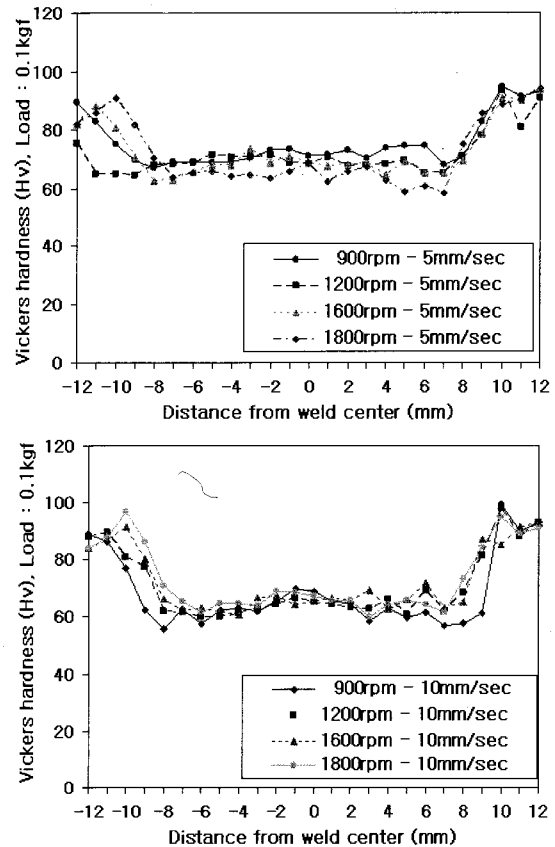 Vickers hardness (Hv), Load : 0.1kgf
120
100
80
60
40
20
0
900rpm - 5mm/sec
1200rpm - 5mm/sec
1600rpm - 5mm/sec
1800rpm - 5mm/sec
-12 -10 -8 -6 -4 -2 0 2 4 6 8 10 12
Distance from weld center (mm)
Vickers hardness (Hv), Load : 0.1kgf
120
100
80
60
40
20
0
900rpm - 10mm/sec
1200rpm - 10mm/sec
1600rpm - 10mm/sec
1800rpm - 10mm/sec
-12 -10 -8 -6 -4 -2 0 2 4 6 8 10 12
Distance from weld center (mm)